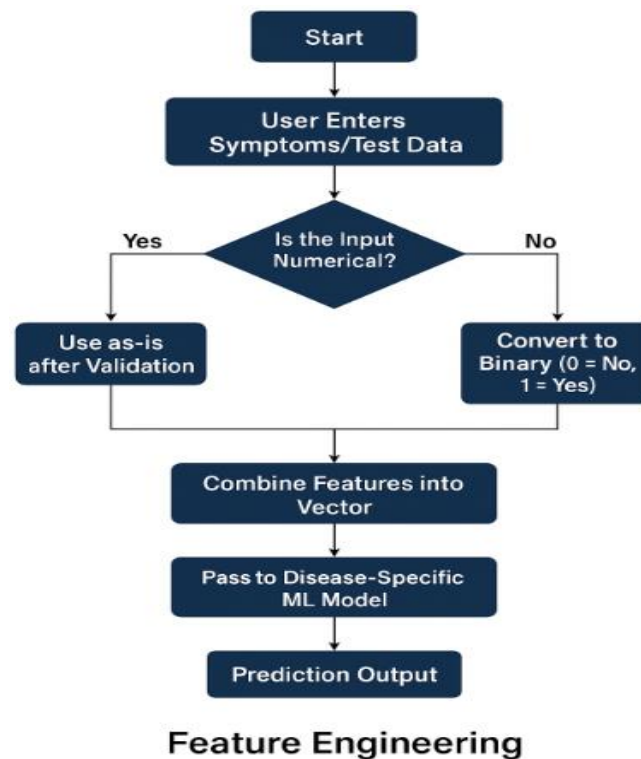 Start
User Enters
Symptoms/Test Data
Is the Input
Numerical?
Yes
No
Use as-is
after Validation
Convert to
Binary (0 = No,
1 = Yes)
Combine Features into
Vector
Pass to Disease-Specific
ML Model
Prediction Output
Feature Engineering